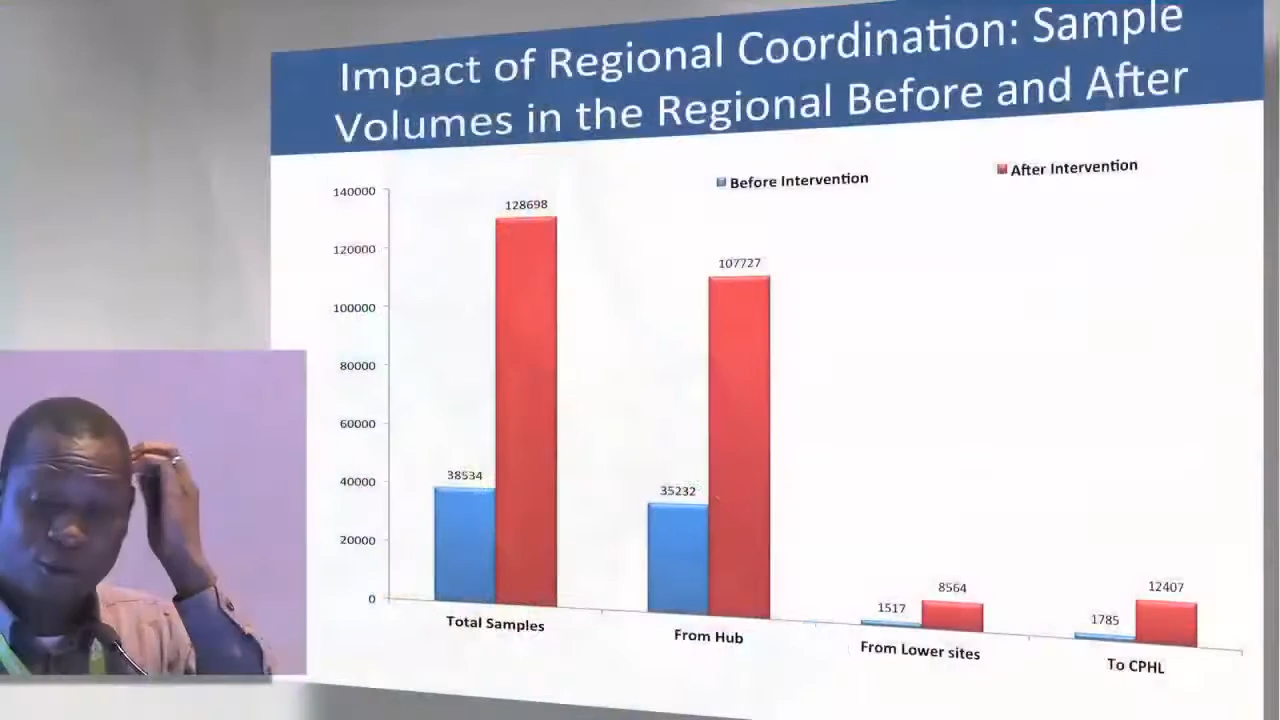 Impact of Regional Coordination: Sample
Volumes in the Regional Before and After
Before Intervention
After Intervention
140000
120000
100000
80000
60000
40000
20000
0
38534
128698
35232
107727
1517
8564
1785
12407
Total Samples
From Hub
From Lower sites
To CPHL